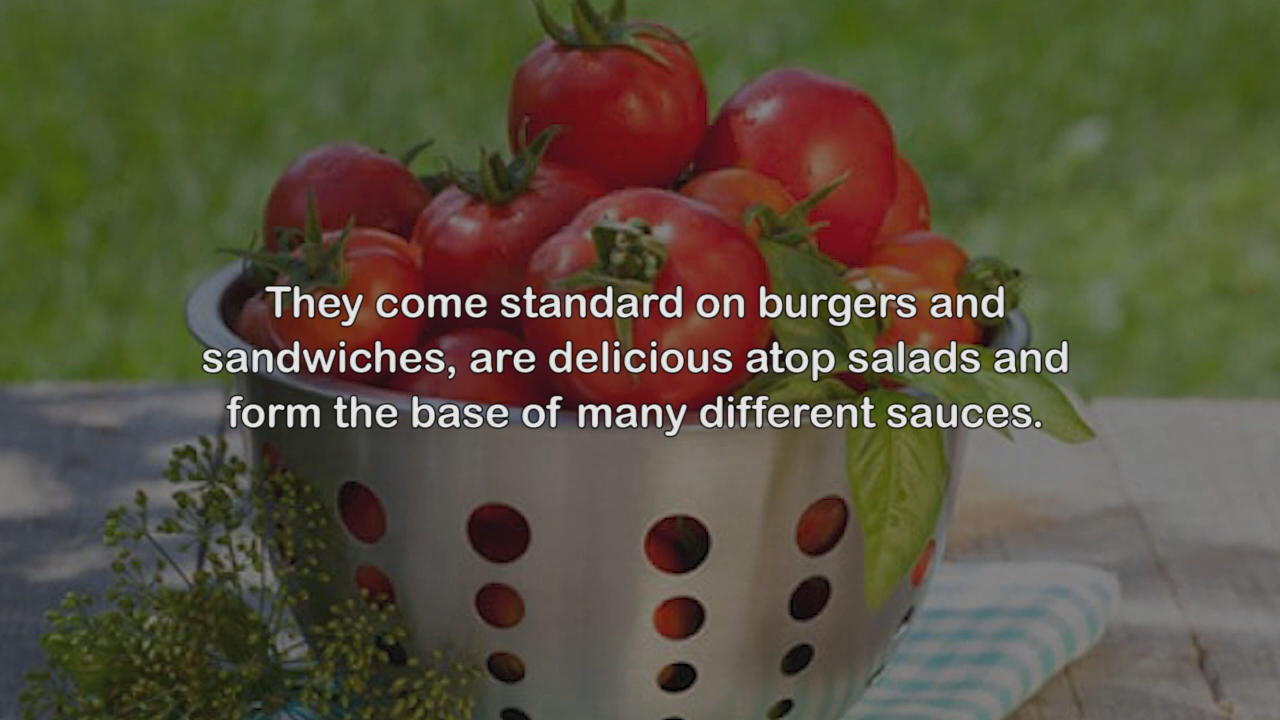 They come standard on burgers and
sandwiches, are delicious atop salads and
form the base of many different sauces.